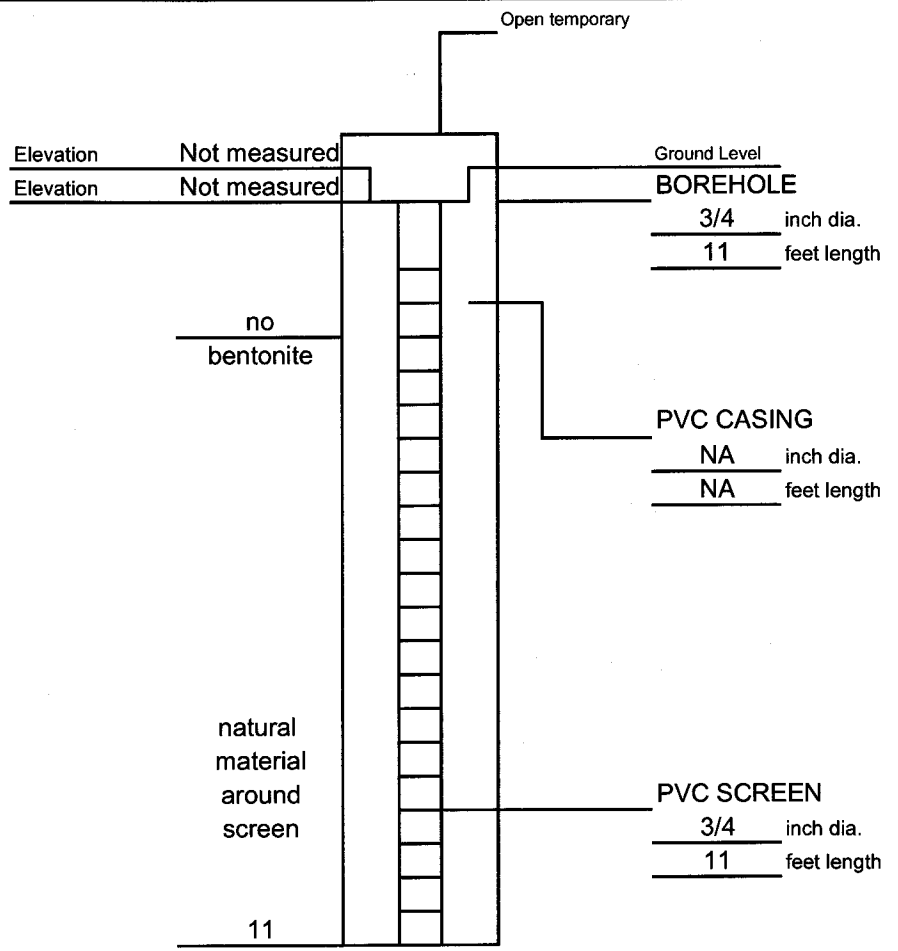 Open temporary
Elevation Not measured
Elevation Not measured
Ground Level
BOREHOLE
3/4 inch dia.
11 feet length
no
bentonite
PVC CASING
NA inch dia.
NA feet length
natural
material
around
screen
PVC SCREEN
3/4 inch dia.
11 feet length
11